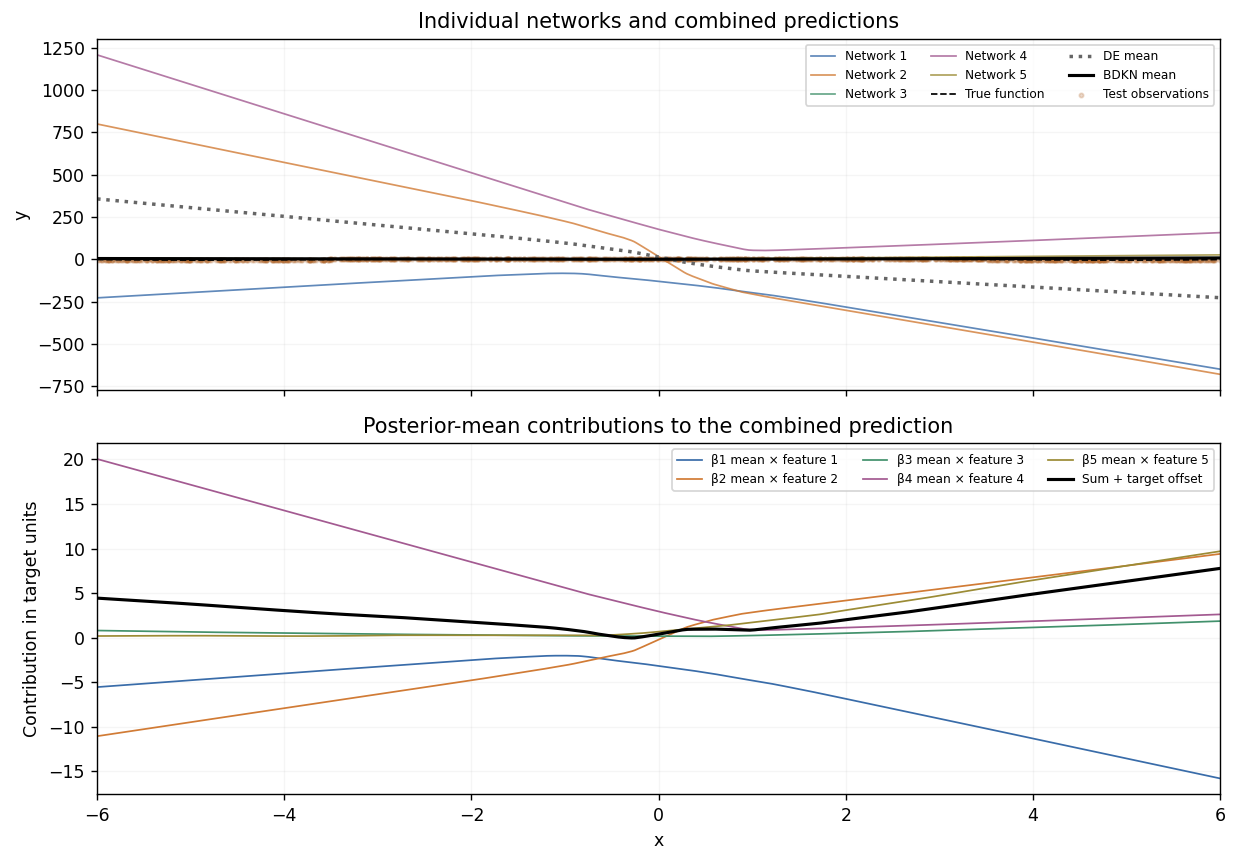 Individual networks and combined predictions
1250
1000
750
500
250
0
−250
−500
−750
y
Network 1
Network 2
Network 3
Network 4
Network 5
True function
DE mean
BDKN mean
Test observations
Posterior-mean contributions to the combined prediction
20
15
10
5
0
−5
−10
−15
Contribution in target units
β1 mean × feature 1
β2 mean × feature 2
β3 mean × feature 3
β4 mean × feature 4
β5 mean × feature 5
Sum + target offset
−6 −4 −2 0 2 4 6
x